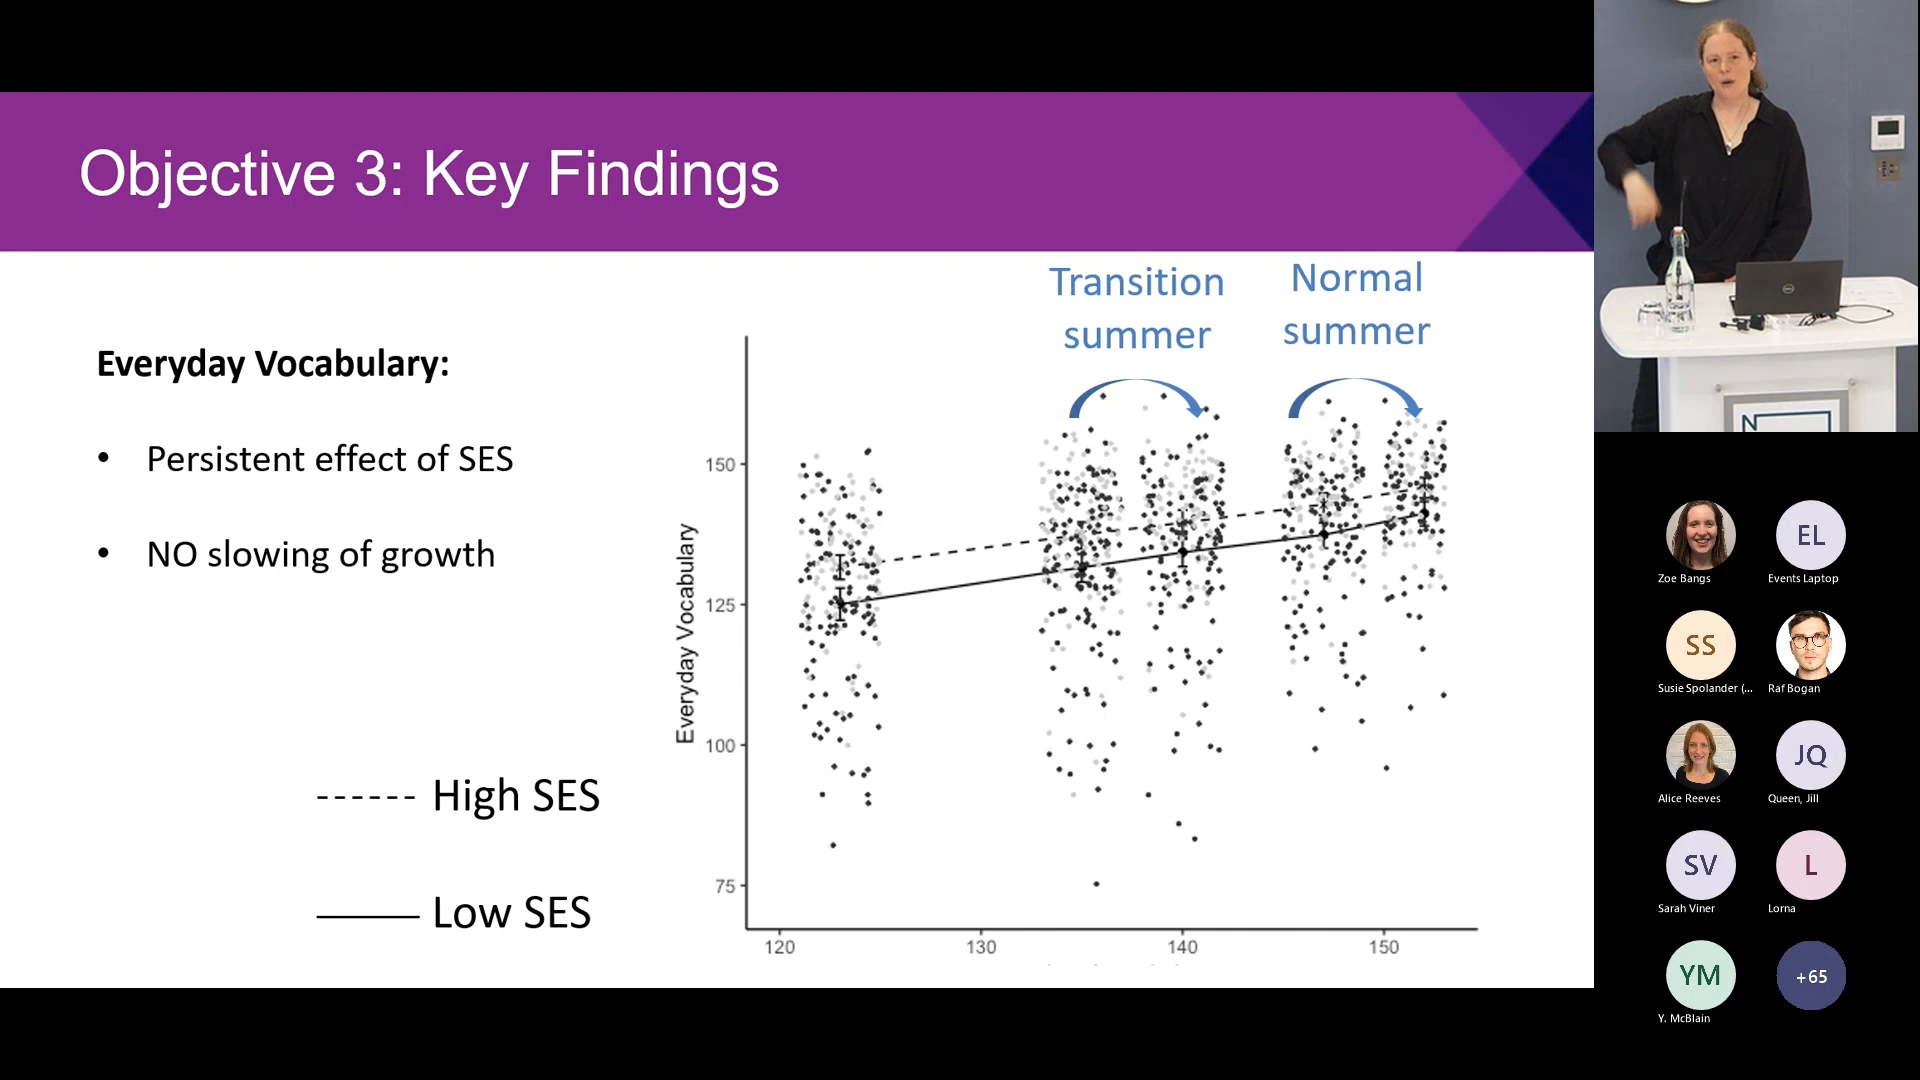 Objective 3: Key Findings
Transition
summer
Normal
summer
Everyday Vocabulary:
• Persistent effect of SES
• NO slowing of growth
High SES
Low SES
Everyday Vocabulary
150
125
100
75
120
130
140
150
N
Zoe Bangs
EL
Events Laptop
SS
Susie Spolander (...
Raf Bogan
Alice Reeves
JQ
Queen, Jill
SV
Sarah Viner
L
Lorna
YM
Y. McBlain
+65